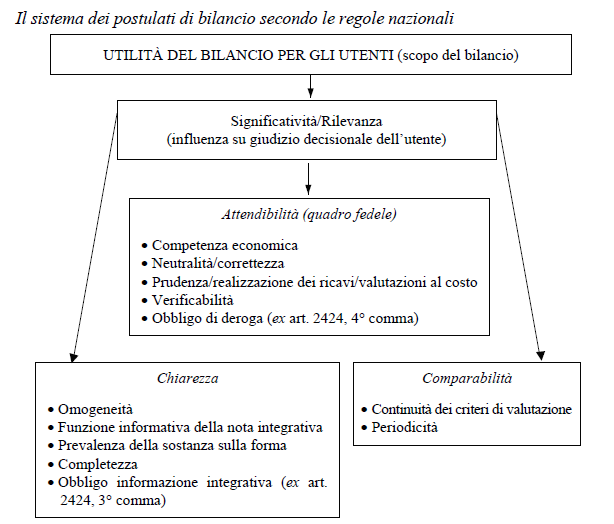 Il sistema dei postulati di bilancio secondo le regole nazionali
UTILITÀ DEL BILANCIO PER GLI UTENTI (scopo del bilancio)
Significatività/Rilevanza
(influenza su giudizio decisionale dell’utente)
Attendibilità (quadro fedele)
• Competenza economica
• Neutralità/correttezza
• Prudenza/realizzazione dei ricavi/valutazioni al costo
• Verificabilità
• Obbligo di deroga (ex art. 2424, 4° comma)
Chiarezza
• Omogeneità
• Funzione informativa della nota integrativa
• Prevalenza della sostanza sulla forma
• Completezza
• Obbligo informazione integrativa (ex art.
2424, 3° comma)
Comparabilità
• Continuità dei criteri di valutazione
• Periodicità